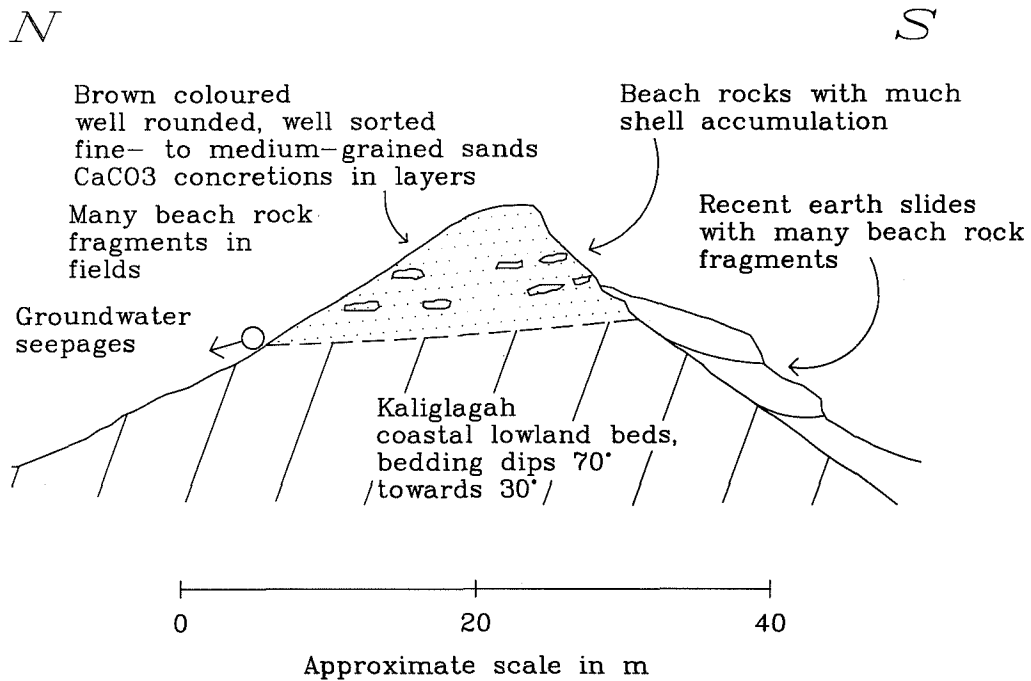 N
S
Brown coloured
well rounded, well sorted
fine- to medium-grained sands
CaCO3 concretions in layers
Many beach rock
fragments in
fields
Groundwater
seepages
Beach rocks with much
shell accumulation
Recent earth slides
with many beach rock
fragments
Kaliglagah
coastal lowland beds,
bedding dips 70°
towards 30°
0
20
40
Approximate scale in m